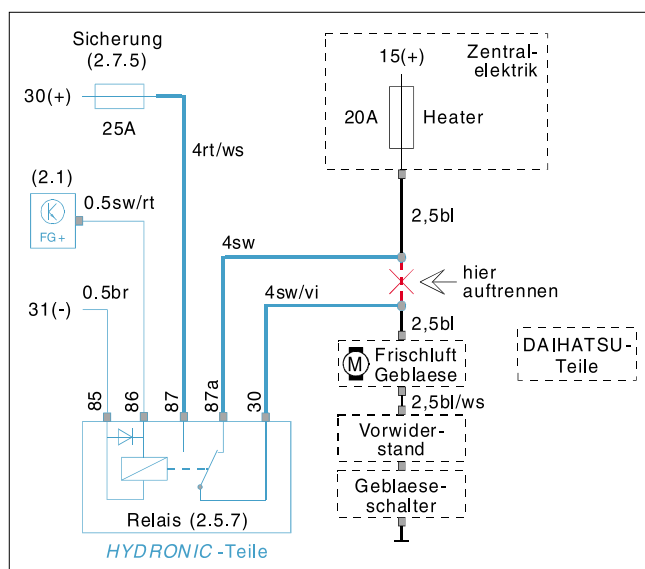 Sicherung
(2.7.5)
30(+)
25A
4rt/ws
(2.1)
0.5sw/rt
FG+
0.5br
31(-)
4sw
4sw/vi
85
86
87
87a
30
Relais (2.5.7)
HYDRONIC-Teile
Zentral-
elektrik
15(+)
20A
Heater
2,5bl
hier
auftrennen
2,5bl
M
Frischluft
Geblaese
2,5bl/ws
Vorwider-
stand
Geblaese-
schalter
DAIHATSU-
Teile